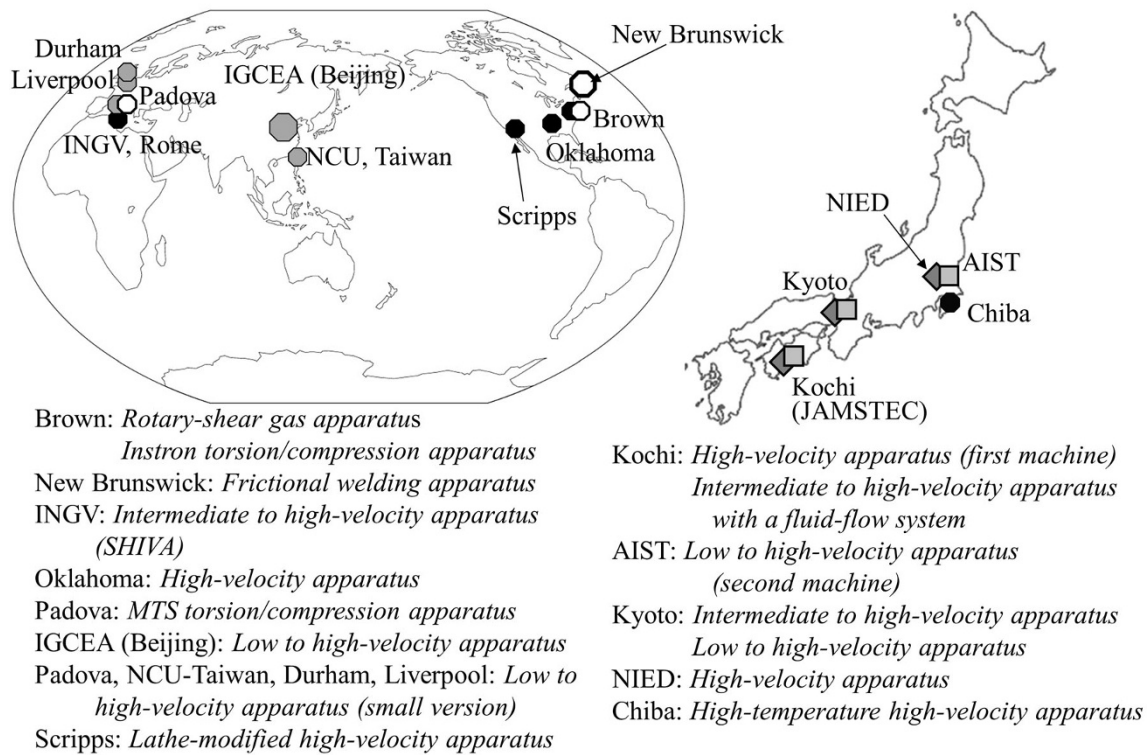 Durham
Liverpool
Padova
INGV, Rome
IGCEA (Beijing)
NCU, Taiwan
New Brunswick
Brown
Oklahoma
Scripps
NIED
AIST
Kyoto
Chiba
Kochi
(JAMSTEC)
Brown: Rotary-shear gas apparatus
Instron torsion/compression apparatus
New Brunswick: Frictional welding apparatus
INGV: Intermediate to high-velocity apparatus
(SHIVA)
Oklahoma: High-velocity apparatus
Padova: MTS torsion/compression apparatus
IGCEA (Beijing): Low to high-velocity apparatus
Padova, NCU-Taiwan, Durham, Liverpool: Low to
high-velocity apparatus (small version)
Scripps: Lathe-modified high-velocity apparatus
Kochi: High-velocity apparatus (first machine)
Intermediate to high-velocity apparatus
with a fluid-flow system
AIST: Low to high-velocity apparatus
(second machine)
Kyoto: Intermediate to high-velocity apparatus
Low to high-velocity apparatus
NIED: High-velocity apparatus
Chiba: High-temperature high-velocity apparatus